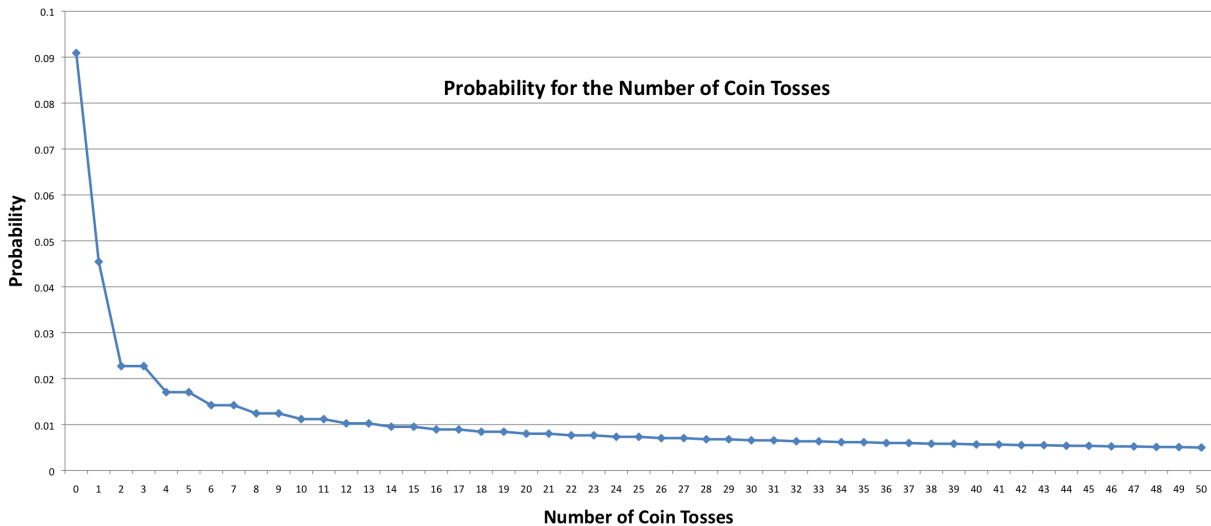 Probability for the Number of Coin Tosses
Probability
0.1
0.09
0.08
0.07
0.06
0.05
0.04
0.03
0.02
0.01
0
0 1 2 3 4 5 6 7 8 9 10 11 12 13 14 15 16 17 18 19 20 21 22 23 24 25 26 27 28 29 30 31 32 33 34 35 36 37 38 39 40 41 42 43 44 45 46 47 48 49 50
Number of Coin Tosses